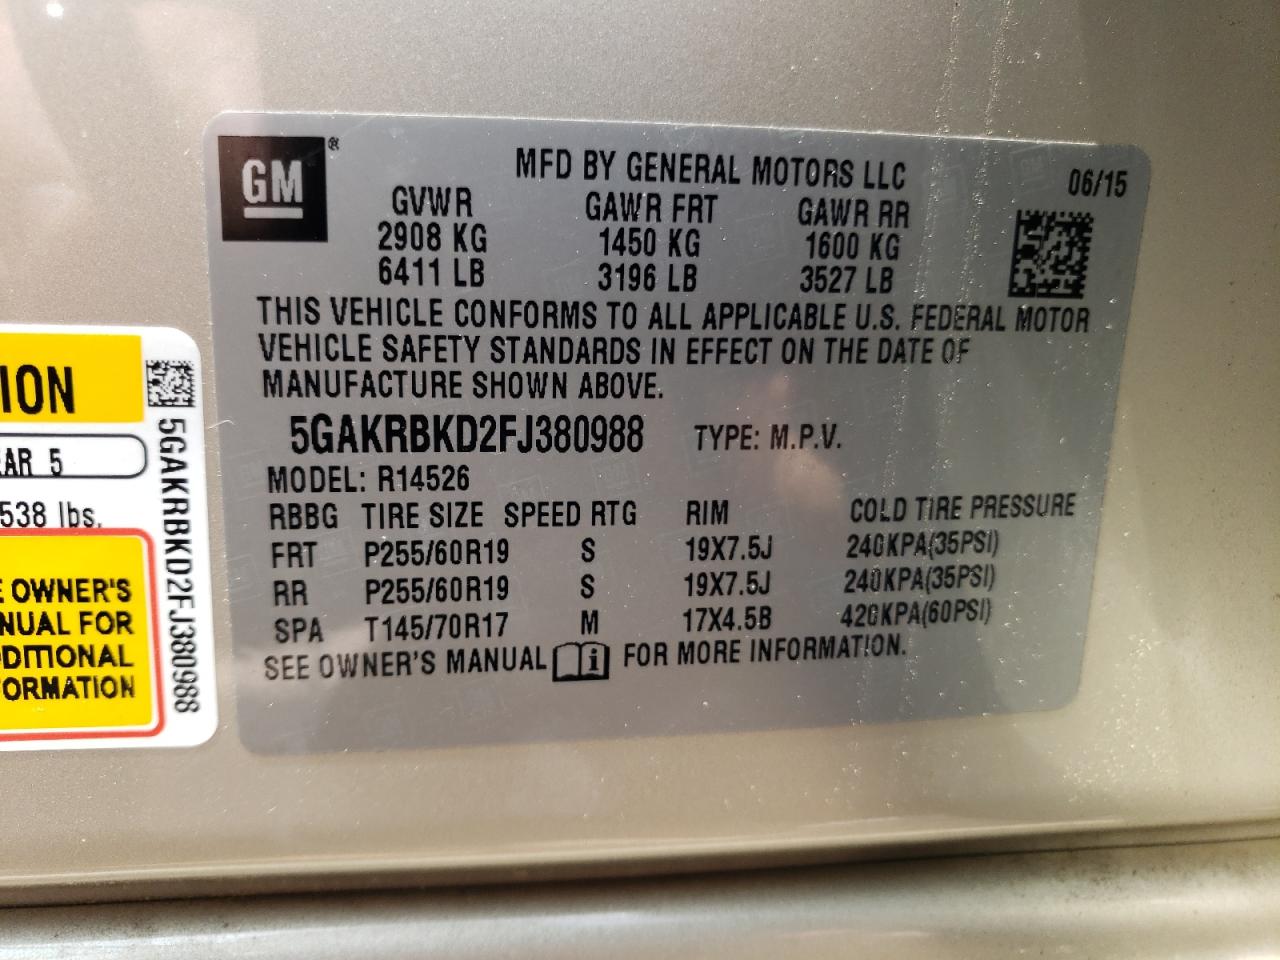 GM ®
MFD BY GENERAL MOTORS LLC 06/15
GVWR GAWR FRT GAWR RR
2908 KG 1450 KG 1600 KG
6411 LB 3196 LB 3527 LB
THIS VEHICLE CONFORMS TO ALL APPLICABLE U.S. FEDERAL MOTOR
VEHICLE SAFETY STANDARDS IN EFFECT ON THE DATE OF
MANUFACTURE SHOWN ABOVE.
5GAKRBKD2FJ380988 TYPE: M.P.V.
MODEL: R14526
RBBG TIRE SIZE SPEED RTG RIM COLD TIRE PRESSURE
FRT P255/60R19 S 19X7.5J 240KPA(35PSI)
RR P255/60R19 S 19X7.5J 240KPA(35PSI)
SPA T145/70R17 M 17X4.5B 420KPA(60PSI)
SEE OWNER'S MANUAL i FOR MORE INFORMATION.
ION
AR 5
538 lbs.
E OWNER'S
NUAL FOR
DITIONAL
ORMATION
5GAKRBKD2FJ380988